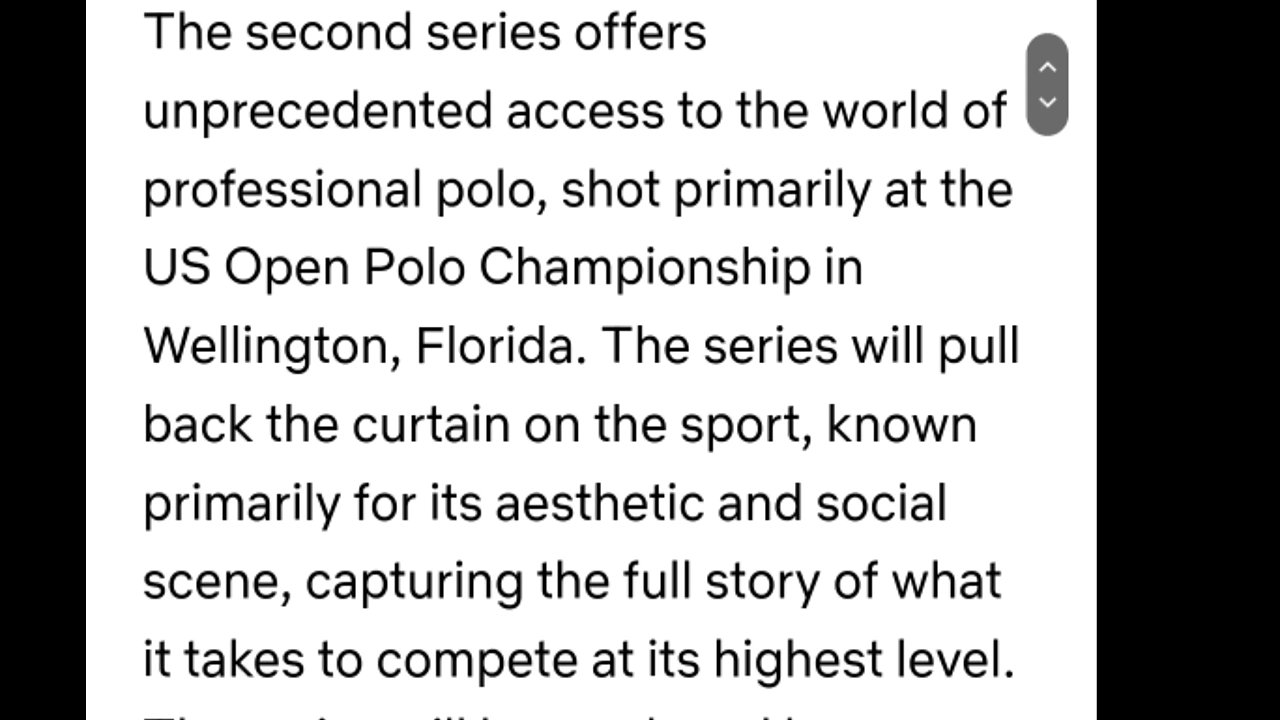 The second series offers
unprecedented access to the world of
professional polo, shot primarily at the
US Open Polo Championship in
Wellington, Florida. The series will pull
back the curtain on the sport, known
primarily for its aesthetic and social
scene, capturing the full story of what
it takes to compete at its highest level.